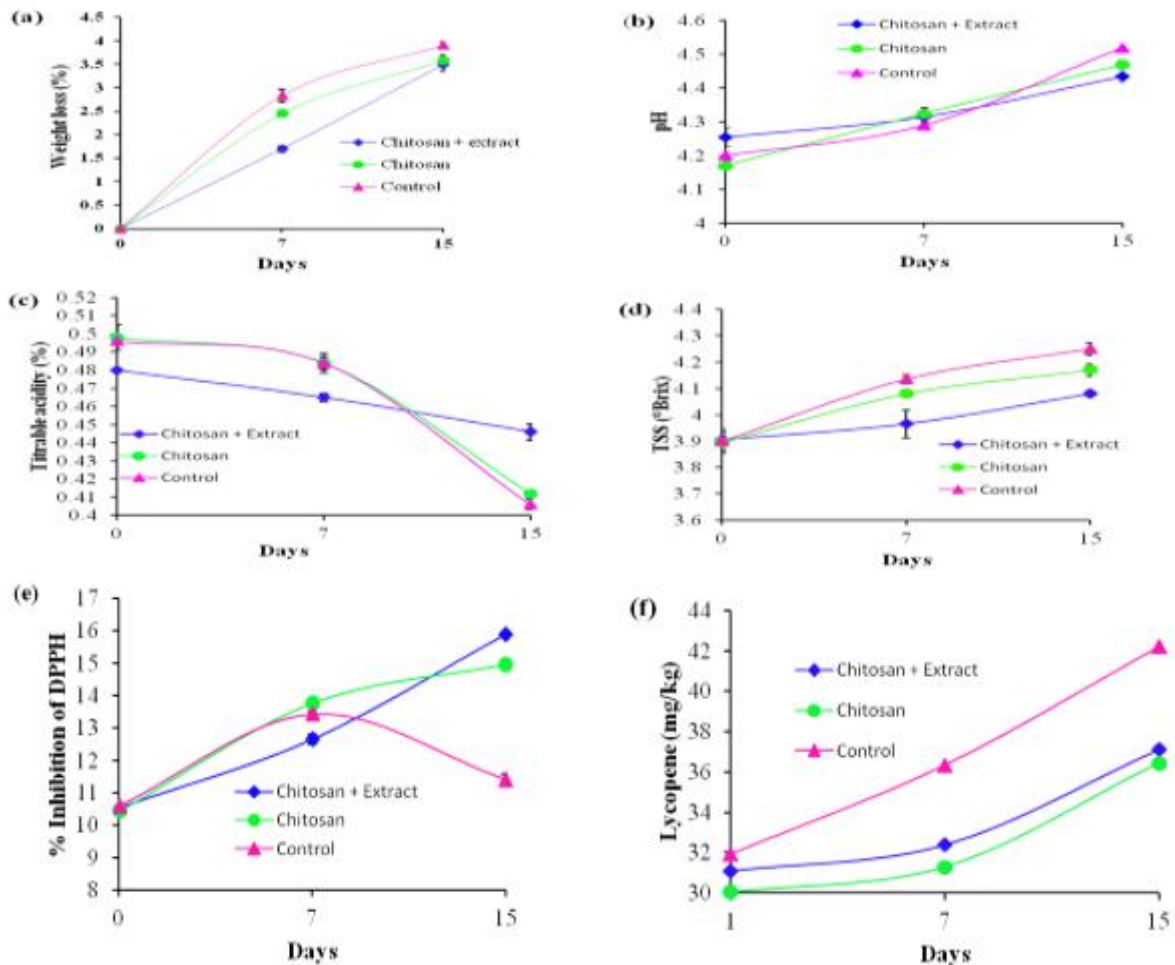 (a)
Weight loss (%)
4.5
4
3.5
3
2.5
2
1.5
1
0.5
0
Chitosan + extract
Chitosan
Control
0 7 15
Days
(b)
pH
4.6
4.5
4.4
4.3
4.2
4.1
4
Chitosan + Extract
Chitosan
Control
0 7 15
Days
(c)
Titrable acidity (%)
0.52
0.51
0.5
0.49
0.48
0.47
0.46
0.45
0.44
0.43
0.42
0.41
0.4
Chitosan + Extract
Chitosan
Control
0 7 15
Days
(d)
TSS (°Brix)
4.4
4.3
4.2
4.1
4
3.9
3.8
3.7
3.6
Chitosan + Extract
Chitosan
Control
0 7 15
Days
(e)
% Inhibition of DPPH
17
16
15
14
13
12
11
10
9
8
Chitosan + Extract
Chitosan
Control
0 7 15
Days
(f)
Lycopene (mg/kg)
44
42
40
38
36
34
32
30
Chitosan + Extract
Chitosan
Control
1 7 15
Days